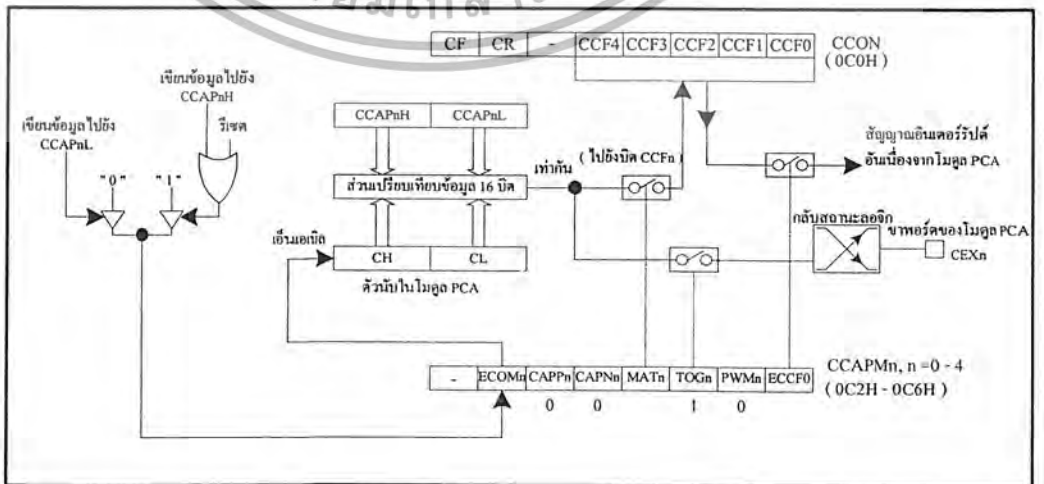 CF CR - CCF4 CCF3 CCF2 CCF1 CCF0 CCON
( 0C0H )
เขียนข้อมูลไปยัง
CCAPnH
รีเซต
เขียนข้อมูลไปยัง
CCAPnL
"0" "1"
CCAPnH CCAPnL
ส่วนเปรียบเทียบข้อมูล 16 บิต
เท่ากัน
( ไปยังบิต CCFn )
สัญญาณอินเตอร์รัปต์
อันเนื่องจากโมดูล PCA
เอ็นเอเบิล
CH CL
ตัวนับในโมดูล PCA
กลับสถานะลอจิก
ขาพอร์ตของโมดูล PCA
CEXn
- ECOMn CAPPn CAPNn MATn TOGn PWMn ECCF0
0 0 1 0
CCAPMn, n =0 - 4
( 0C2H - 0C6H )